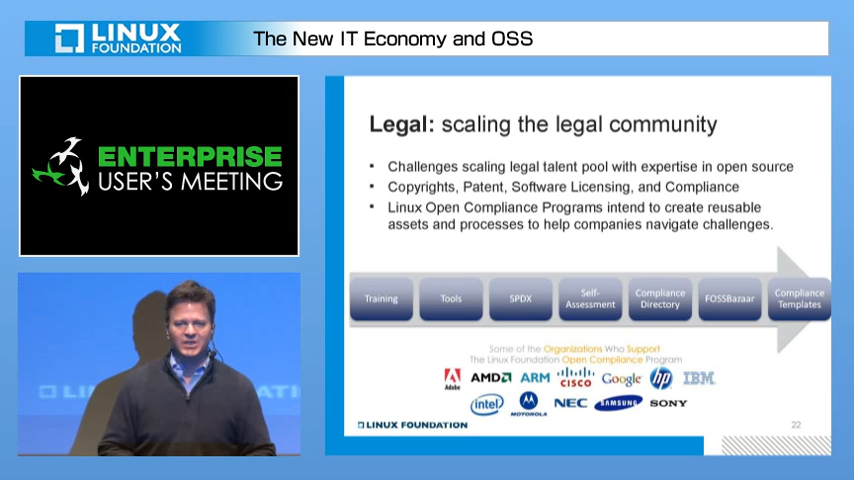 LINUX
FOUNDATION
The New IT Economy and OSS
ENTERPRISE
USER'S MEETING
Legal: scaling the legal community
▪ Challenges scaling legal talent pool with expertise in open source
▪ Copyrights, Patent, Software Licensing, and Compliance
▪ Linux Open Compliance Programs intend to create reusable
assets and processes to help companies navigate challenges.
Training
Tools
SPDX
Self-
Assessment
Compliance
Directory
FOSSBazaar
Compliance
Templates
Some of the Organizations Who Support
The Linux Foundation Open Compliance Program
Adobe
AMD
ARM
CISCO
Google
hp
IBM
intel
MOTOROLA
NEC
SAMSUNG
SONY
LINUX FOUNDATION
22
LINUX
ATI